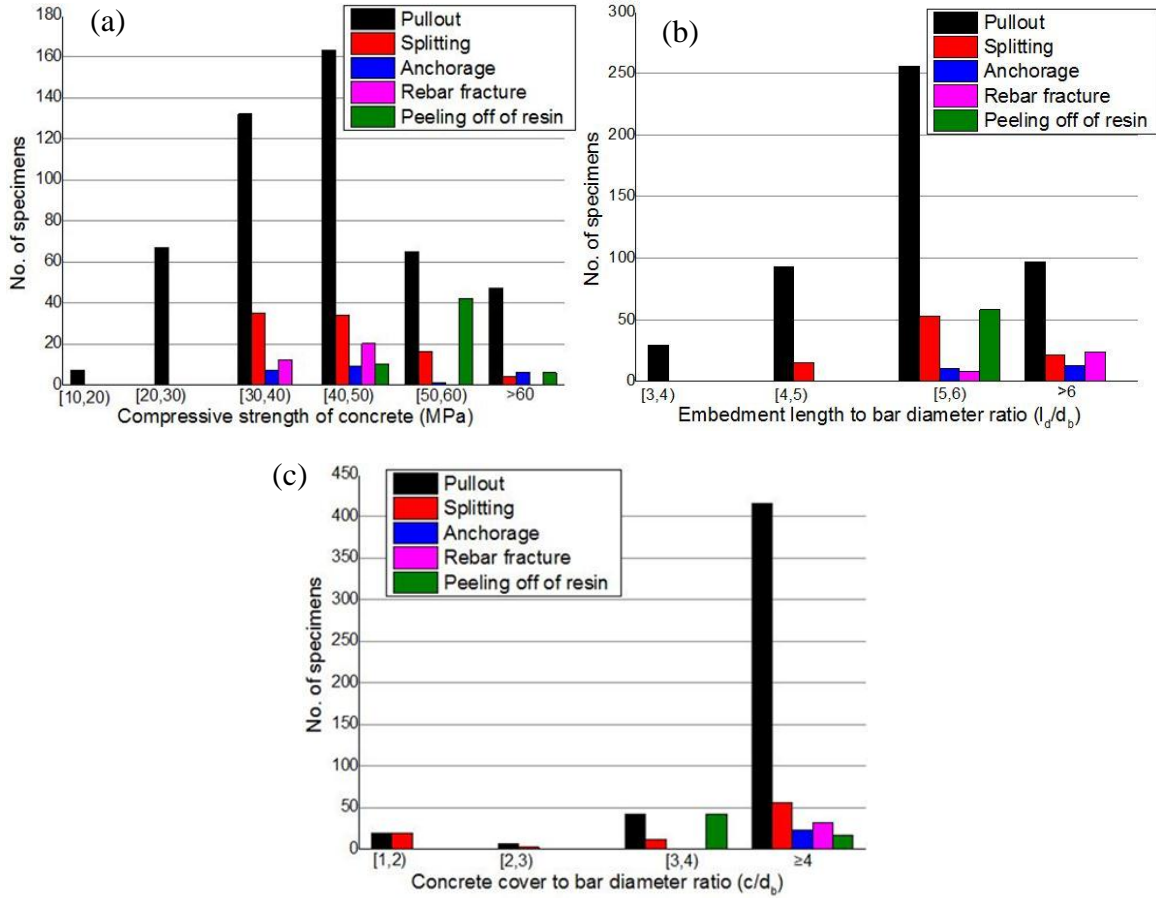 (a)
Pullout
Splitting
Anchorage
Rebar fracture
Peeling off of resin
180
160
140
120
100
80
60
40
20
0
No. of specimens
[10,20) [20,30) [30,40) [40,50) [50,60) >60
Compressive strength of concrete (MPa)
(b)
Pullout
Splitting
Anchorage
Rebar fracture
Peeling off of resin
300
250
200
150
100
50
0
No. of specimens
[3,4) [4,5) [5,6) >6
Embedment length to bar diameter ratio (l_d/d_b)
(c)
Pullout
Splitting
Anchorage
Rebar fracture
Peeling off of resin
450
400
350
300
250
200
150
100
50
0
No. of specimens
[1,2) [2,3) [3,4) ≥4
Concrete cover to bar diameter ratio (c/d_b)